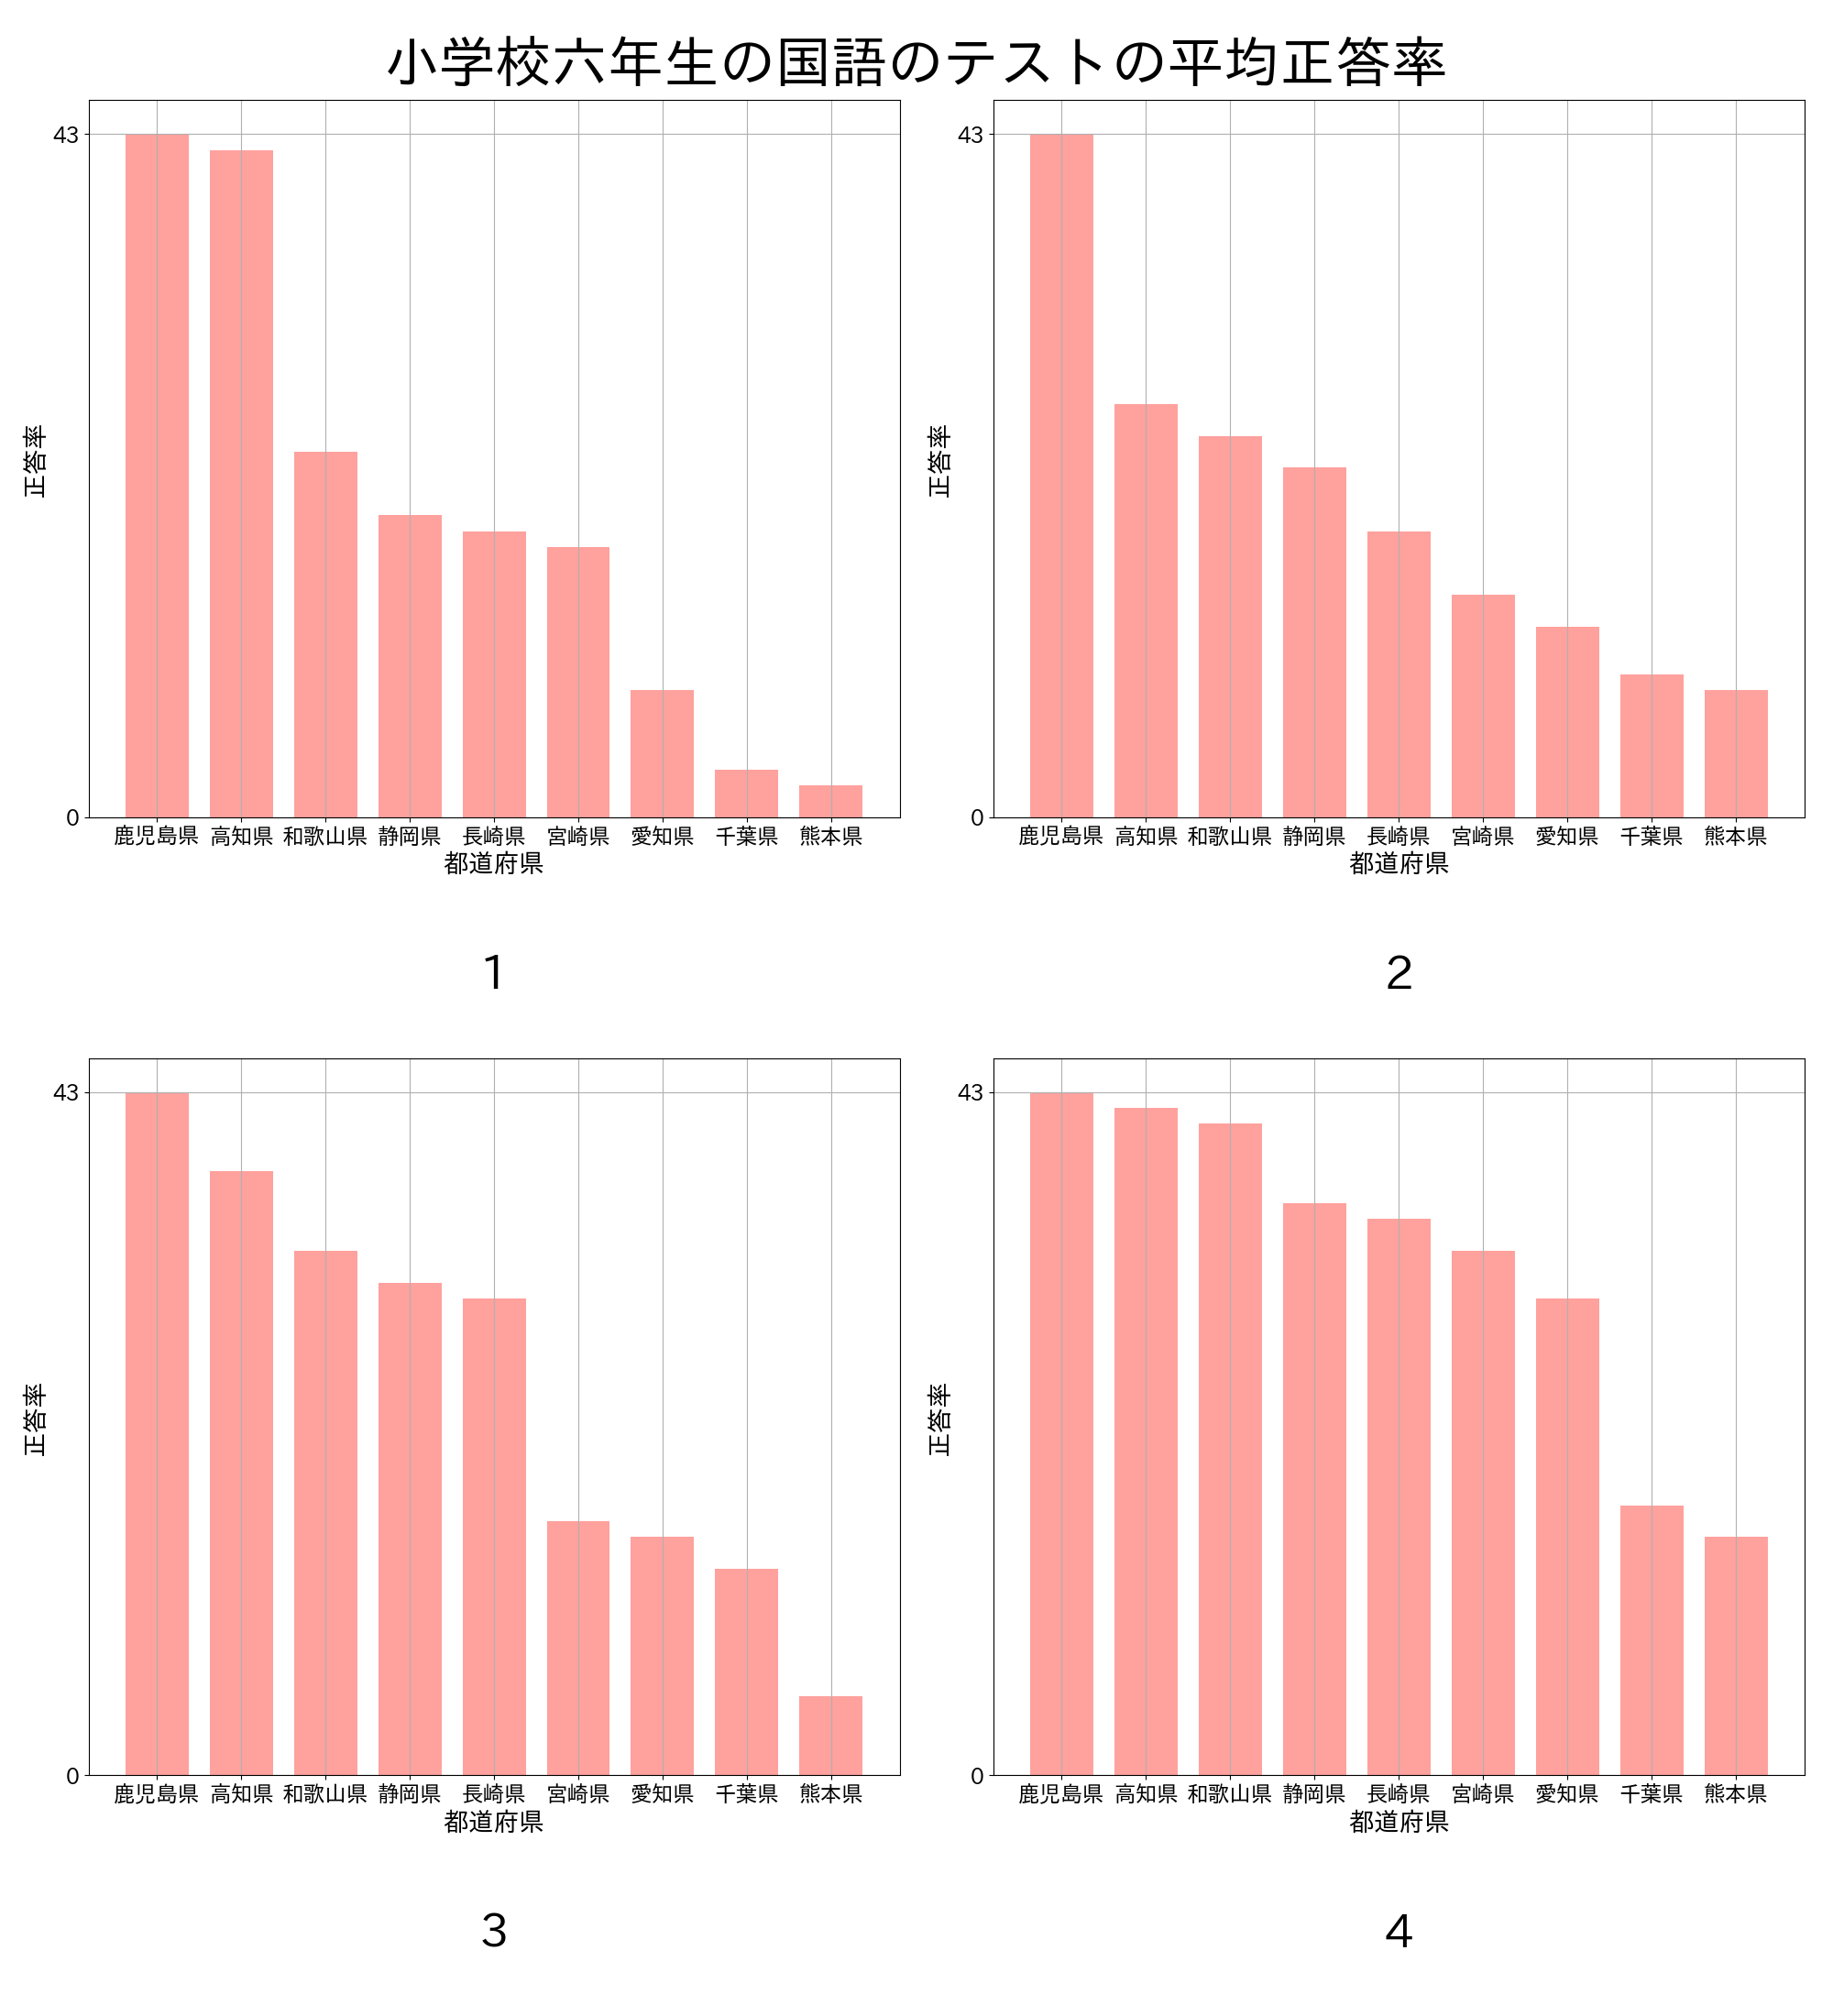 小学校六年生の国語のテストの平均正答率
43
0
正答率
鹿児島県 高知県 和歌山県 静岡県 長崎県 宮崎県 愛知県 千葉県 熊本県
都道府県
1
43
0
正答率
鹿児島県 高知県 和歌山県 静岡県 長崎県 宮崎県 愛知県 千葉県 熊本県
都道府県
2
43
0
正答率
鹿児島県 高知県 和歌山県 静岡県 長崎県 宮崎県 愛知県 千葉県 熊本県
都道府県
3
43
0
正答率
鹿児島県 高知県 和歌山県 静岡県 長崎県 宮崎県 愛知県 千葉県 熊本県
都道府県
4